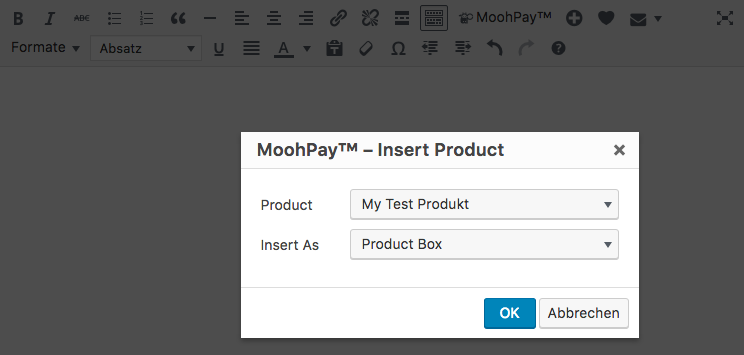 B I ABC MoohPay™
Formate Absatz U A Ω
MoohPay™ – Insert Product
Product My Test Produkt
Insert As Product Box
OK Abbrechen